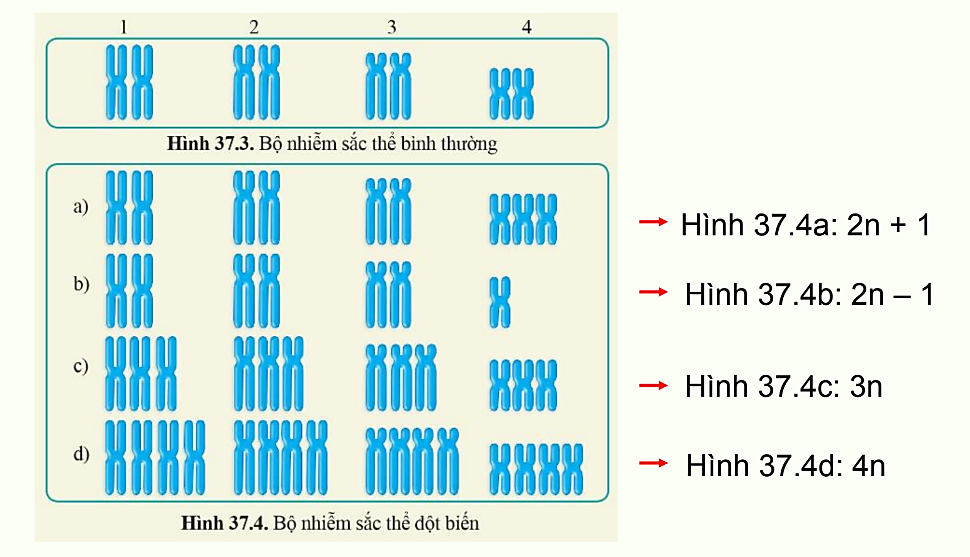 1 2 3 4
Hình 37.3. Bộ nhiễm sắc thể bình thường
a)
→ Hình 37.4a: 2n + 1
b)
→ Hình 37.4b: 2n – 1
c)
→ Hình 37.4c: 3n
d)
→ Hình 37.4d: 4n
Hình 37.4. Bộ nhiễm sắc thể đột biến